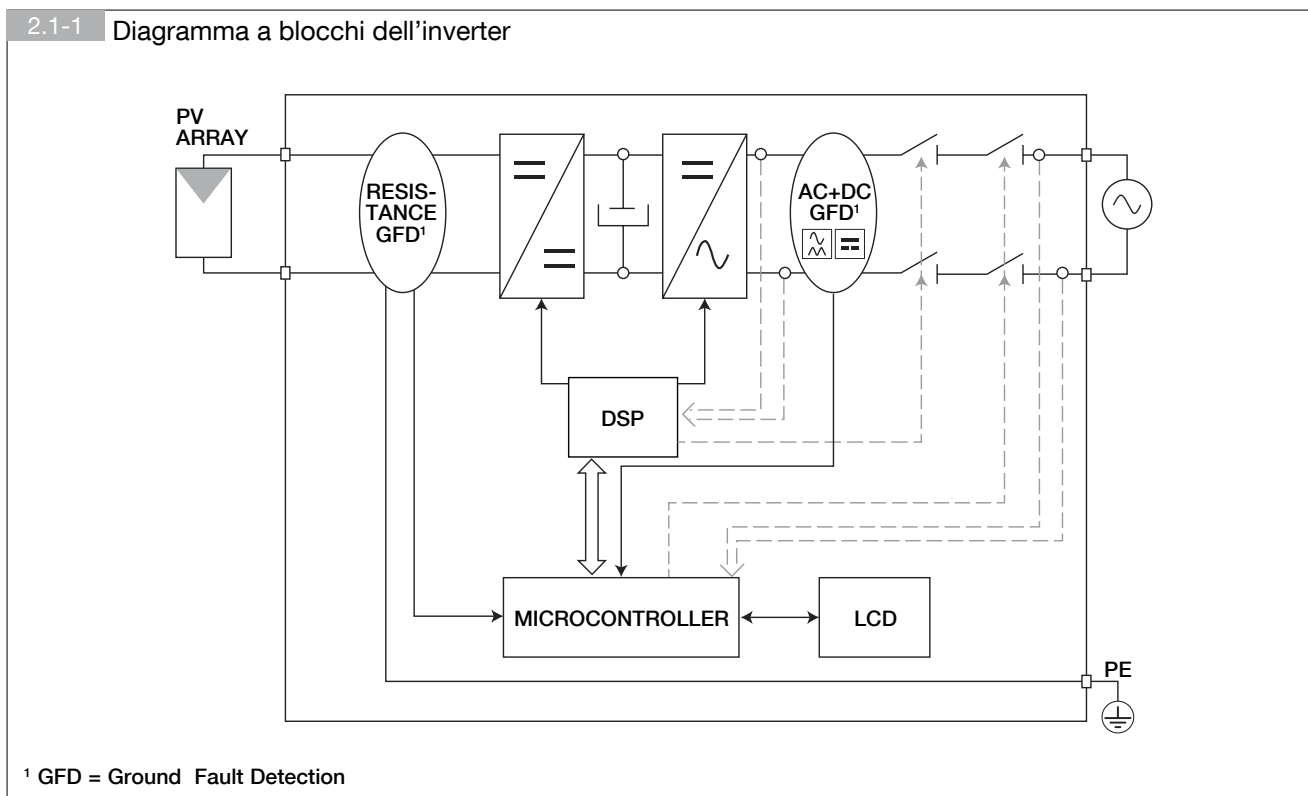 2.1-1 Diagramma a blocchi dell'inverter
PV
ARRAY
RESIS-
TANCE
GFD¹
AC+DC
GFD¹
DSP
MICROCONTROLLER
LCD
PE
¹ GFD = Ground Fault Detection